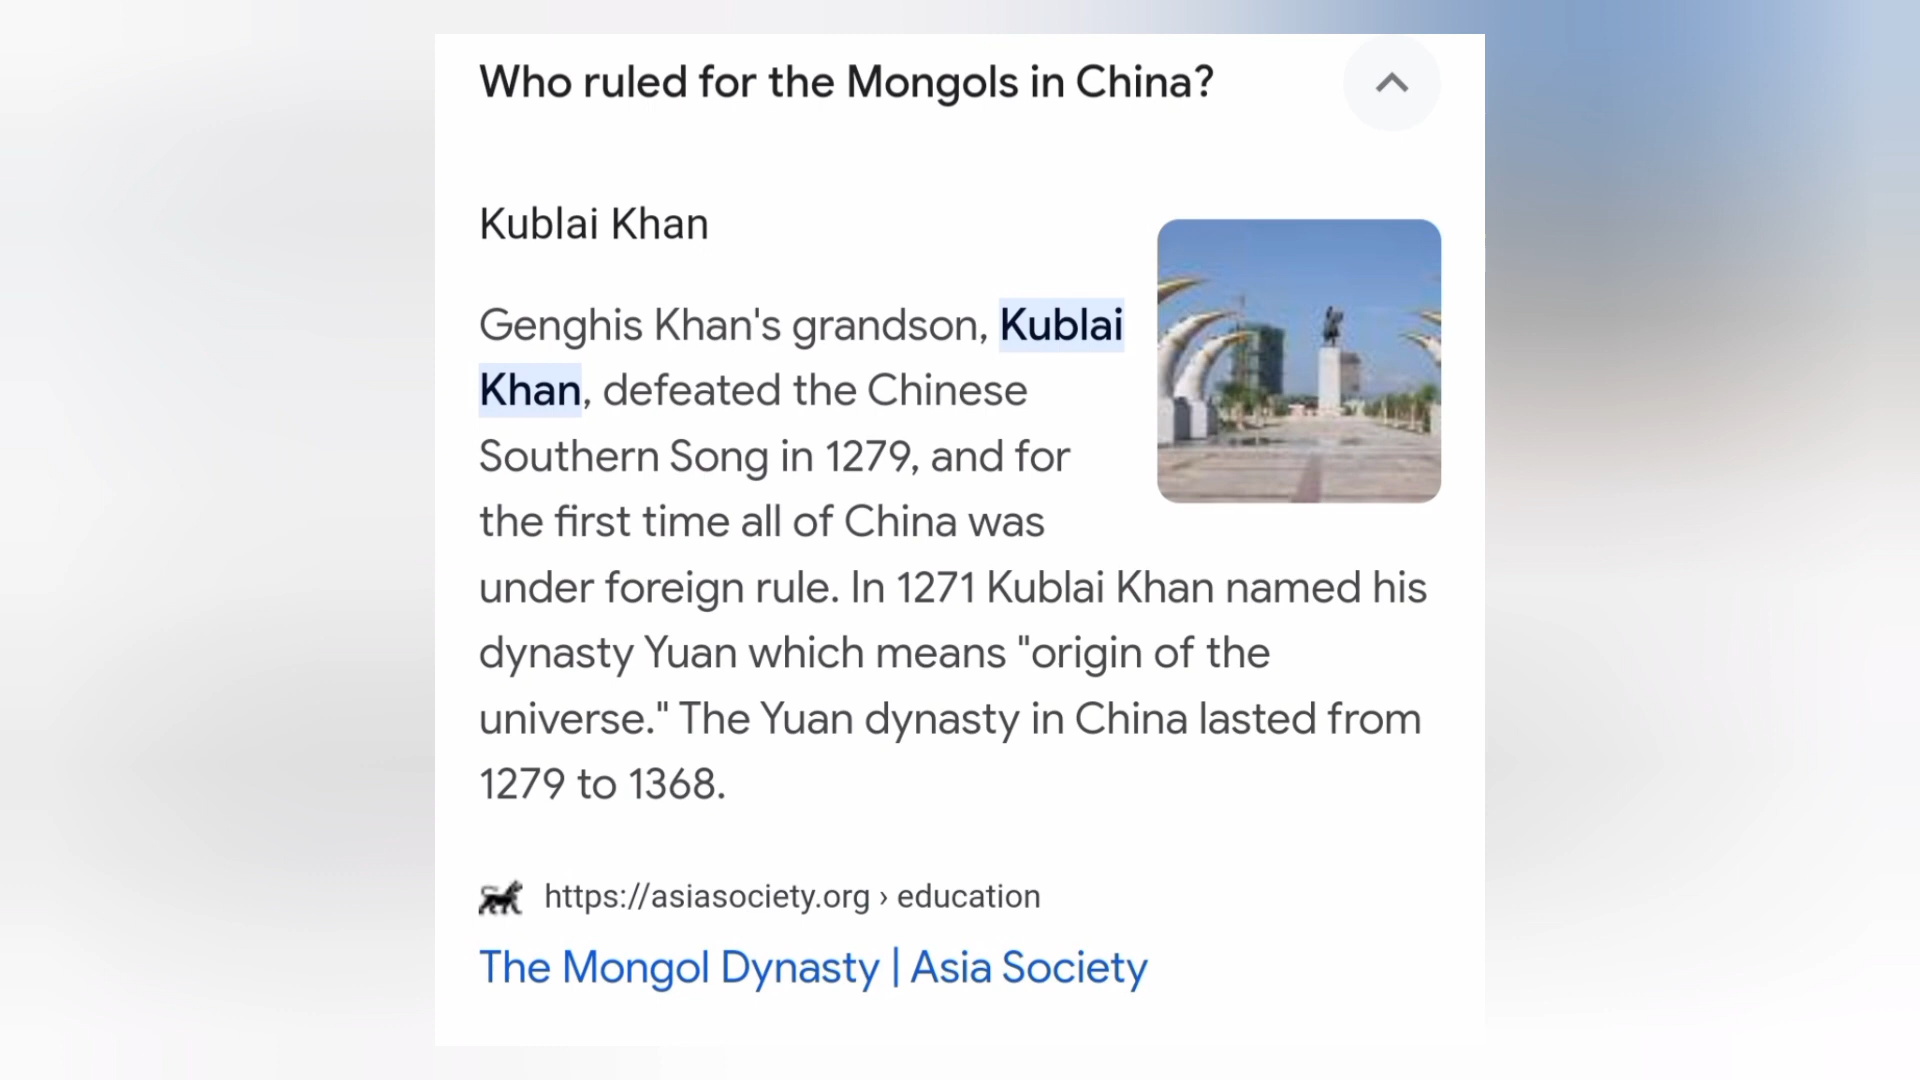 Who ruled for the Mongols in China?
Kublai Khan
Genghis Khan's grandson, Kublai
Khan, defeated the Chinese
Southern Song in 1279, and for
the first time all of China was
under foreign rule. In 1271 Kublai Khan named his
dynasty Yuan which means "origin of the
universe." The Yuan dynasty in China lasted from
1279 to 1368.
https://asiasociety.org › education
The Mongol Dynasty | Asia Society